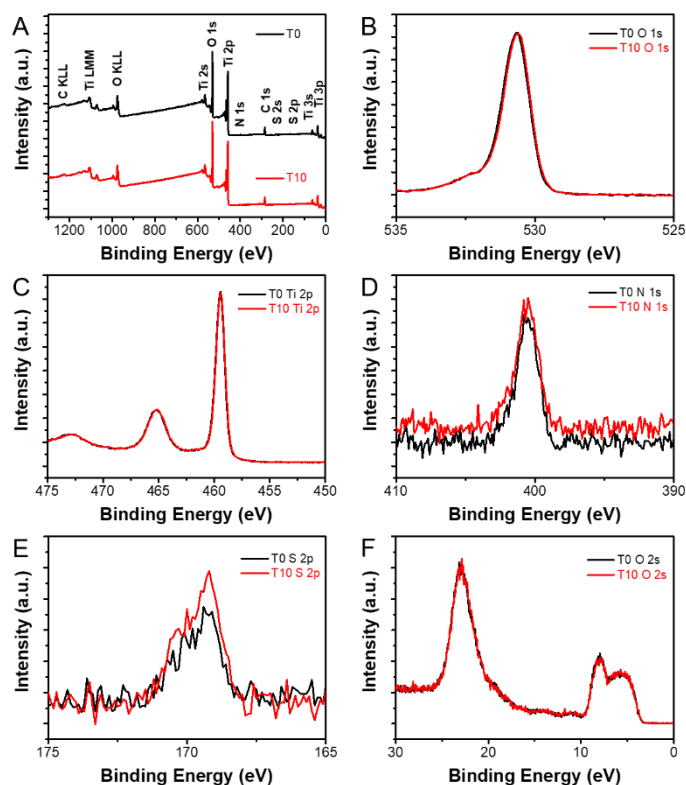 A
T0
T10
C KLL
Ti LMM
O KLL
Ti 2s
O 1s
Ti 2p
N 1s
C 1s
S 2s
S 2p
Ti 3s
Ti 3p
Intensity (a.u.)
1200 1000 800 600 400 200 0
Binding Energy (eV)
B
T0 O 1s
T10 O 1s
Intensity (a.u.)
535 530 525
Binding Energy (eV)
C
T0 Ti 2p
T10 Ti 2p
Intensity (a.u.)
475 470 465 460 455 450
Binding Energy (eV)
D
T0 N 1s
T10 N 1s
Intensity (a.u.)
410 400 390
Binding Energy (eV)
E
T0 S 2p
T10 S 2p
Intensity (a.u.)
175 170 165
Binding Energy (eV)
F
T0 O 2s
T10 O 2s
Intensity (a.u.)
30 20 10 0
Binding Energy (eV)